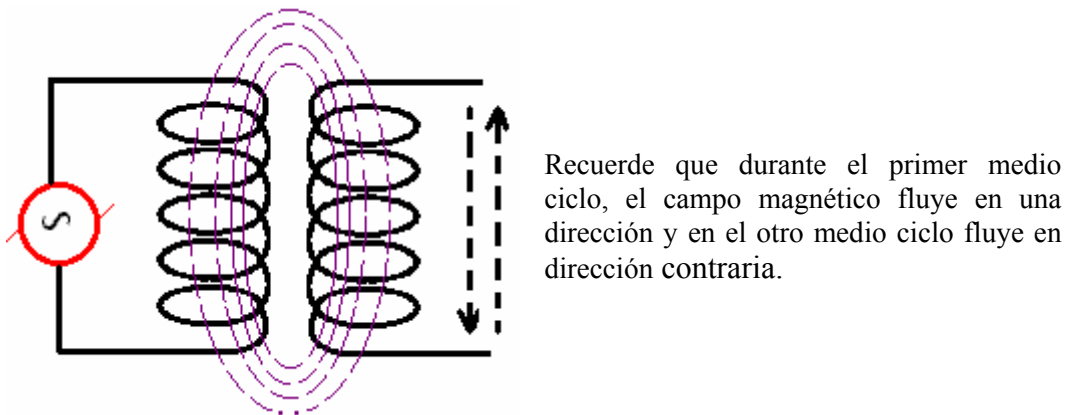 Recuerde que durante el primer medio
ciclo, el campo magnético fluye en una
dirección y en el otro medio ciclo fluye en
dirección contraria.